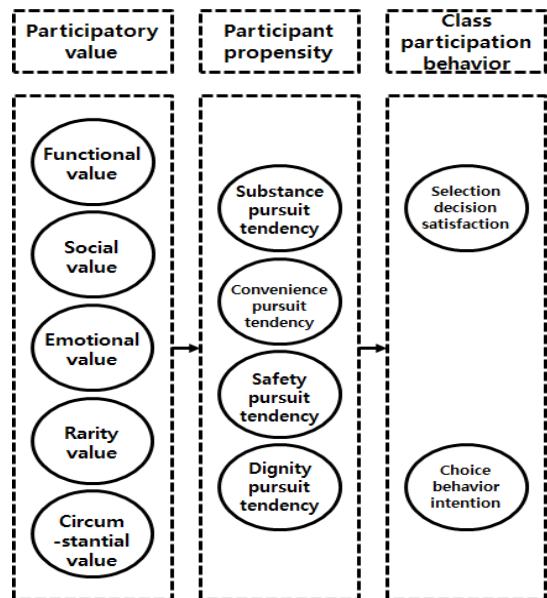 Participatory
value
Participant
propensity
Class
participation
behavior
Functional
value
Social
value
Emotional
value
Rarity
value
Circum
-stantial
value
Substance
pursuit
tendency
Convenience
pursuit
tendency
Safety
pursuit
tendency
Dignity
pursuit
tendency
Selection
decision
satisfaction
Choice
behavior
intention